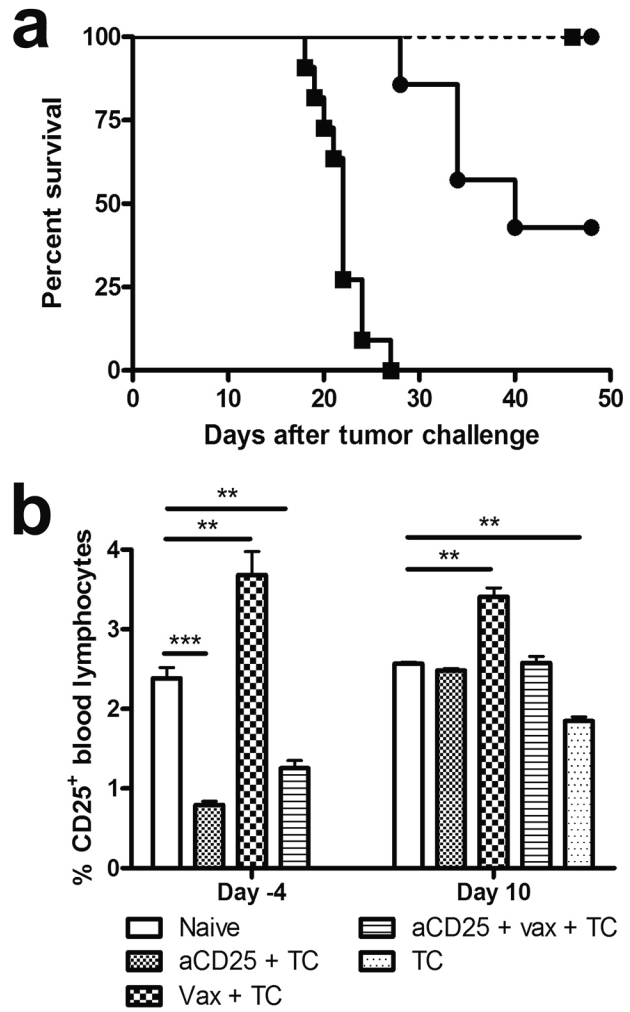 a
Percent survival
100
75
50
25
0
0 10 20 30 40 50
Days after tumor challenge
b
% CD25+ blood lymphocytes
4
3
2
1
0
**
**
***
**
**
Day -4 Day 10
Naive
aCD25 + TC
Vax + TC
aCD25 + vax + TC
TC